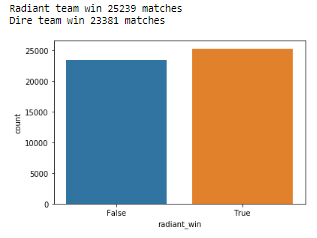 Radiant team win 25239 matches
Dire team win 23381 matches
25000
20000
15000
10000
5000
0
count
False True
radiant_win